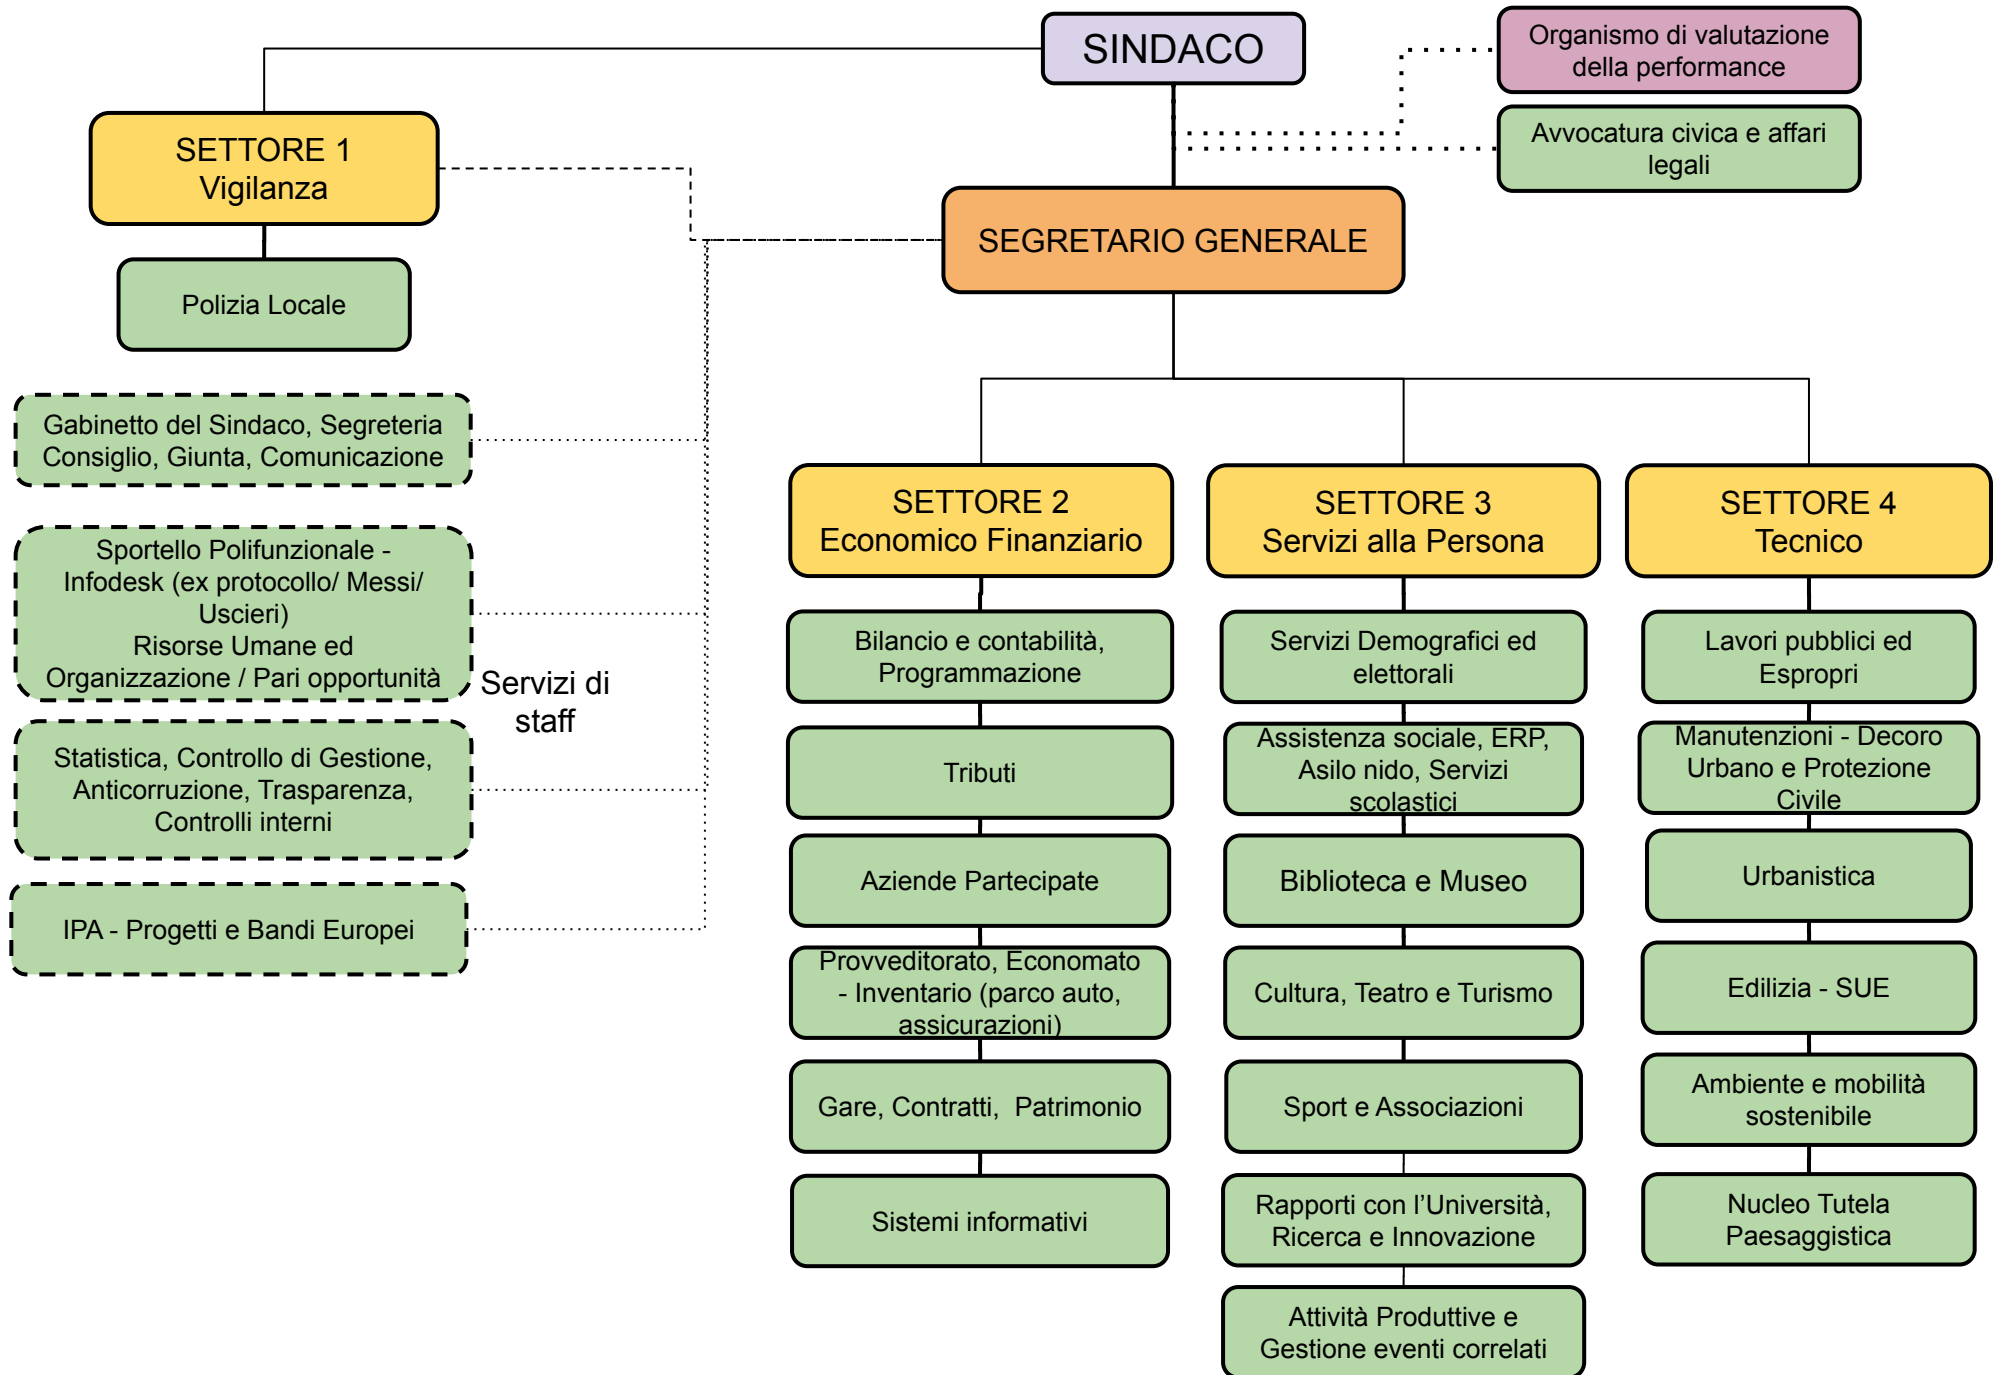 SINDACO
Organismo di valutazione
della performance
Avvocatura civica e affari
legali
SETTORE 1
Vigilanza
SEGRETARIO GENERALE
Polizia Locale
Gabinetto del Sindaco, Segreteria
Consiglio, Giunta, Comunicazione
Sportello Polifunzionale -
Infodesk (ex protocollo/ Messi/
Uscieri)
Risorse Umane ed
Organizzazione / Pari opportunità
Servizi di
staff
Statistica, Controllo di Gestione,
Anticorruzione, Trasparenza,
Controlli interni
IPA - Progetti e Bandi Europei
SETTORE 2
Economico Finanziario
Bilancio e contabilità,
Programmazione
Tributi
Aziende Partecipate
Provveditorato, Economato
- Inventario (parco auto,
assicurazioni)
Gare, Contratti,  Patrimonio
Sistemi informativi
SETTORE 3
Servizi alla Persona
Servizi Demografici ed
elettorali
Assistenza sociale, ERP,
Asilo nido, Servizi
scolastici
Biblioteca e Museo
Cultura, Teatro e Turismo
Sport e Associazioni
Rapporti con l’Università,
Ricerca e Innovazione
Attività Produttive e
Gestione eventi correlati
SETTORE 4
Tecnico
Lavori pubblici ed
Espropri
Manutenzioni - Decoro
Urbano e Protezione
Civile
Urbanistica
Edilizia - SUE
Ambiente e mobilità
sostenibile
Nucleo Tutela
Paesaggistica